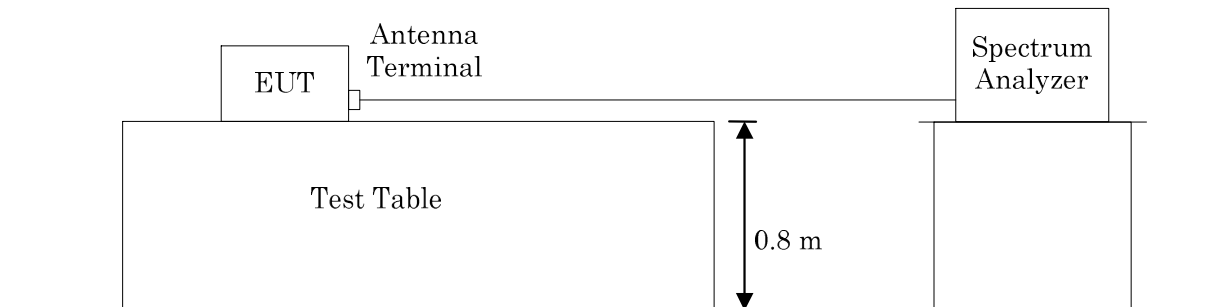 Antenna
Terminal
EUT
Spectrum
Analyzer
Test Table
0.8 m